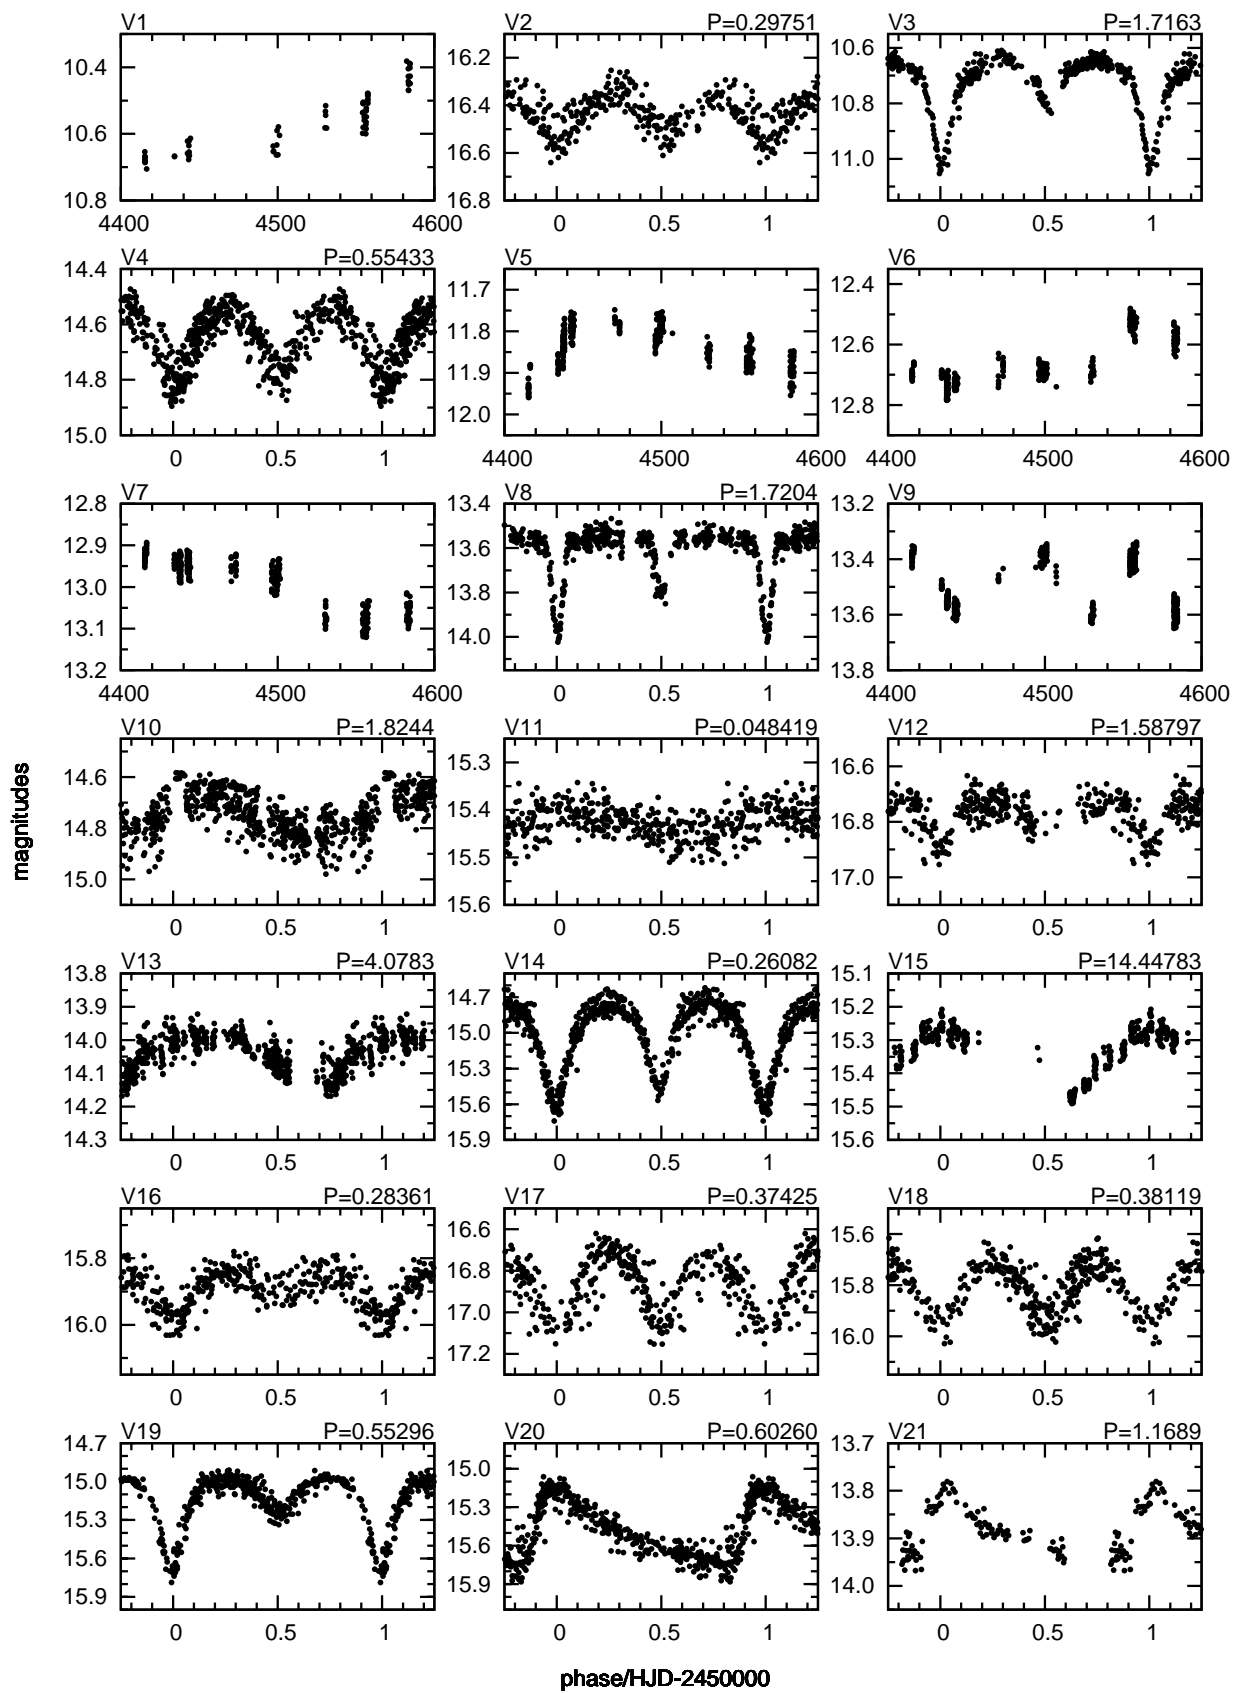 V1
10.4
10.6
10.8
4400 4500 4600
V2 P=0.29751
16.2
16.4
16.6
16.8
0 0.5 1
V3 P=1.7163
10.6
10.8
11.0
0 0.5 1
V4 P=0.55433
14.4
14.6
14.8
15.0
0 0.5 1
V5
11.7
11.8
11.9
12.0
4400 4500 4600
V6
12.4
12.6
12.8
4400 4500 4600
V7
12.8
12.9
13.0
13.1
13.2
4400 4500 4600
V8 P=1.7204
13.4
13.6
13.8
14.0
0 0.5 1
V9
13.2
13.4
13.6
13.8
4400 4500 4600
magnitudes
V10 P=1.8244
14.6
14.8
15.0
0 0.5 1
V11 P=0.048419
15.3
15.4
15.5
15.6
0 0.5 1
V12 P=1.58797
16.6
16.8
17.0
0 0.5 1
V13 P=4.0783
13.8
13.9
14.0
14.1
14.2
14.3
0 0.5 1
V14 P=0.26082
14.7
15.0
15.3
15.6
15.9
0 0.5 1
V15 P=14.44783
15.1
15.2
15.3
15.4
15.5
15.6
0 0.5 1
V16 P=0.28361
15.8
16.0
0 0.5 1
V17 P=0.37425
16.6
16.8
17.0
17.2
0 0.5 1
V18 P=0.38119
15.6
15.8
16.0
0 0.5 1
V19 P=0.55296
14.7
15.0
15.3
15.6
15.9
0 0.5 1
V20 P=0.60260
15.0
15.3
15.6
15.9
0 0.5 1
V21 P=1.1689
13.7
13.8
13.9
14.0
0 0.5 1
phase/HJD-2450000